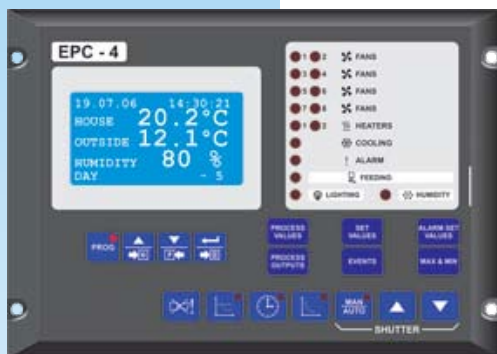 EPC - 4
19.07.06 14:30:21
HOUSE 20.2°C
OUTSIDE 12.1°C
HUMIDITY 80 %
DAY - 5
1 2 FANS
3 4 FANS
5 6 FANS
7 8 FANS
1 2 HEATERS
COOLING
! ALARM
FEEDING
LIGHTING HUMIDITY
PROG
PROCESS VALUES
SET VALUES
ALARM SET VALUES
PROCESS OUTPUTS
EVENTS
MAX & MIN
MAN
AUTO
SHUTTER